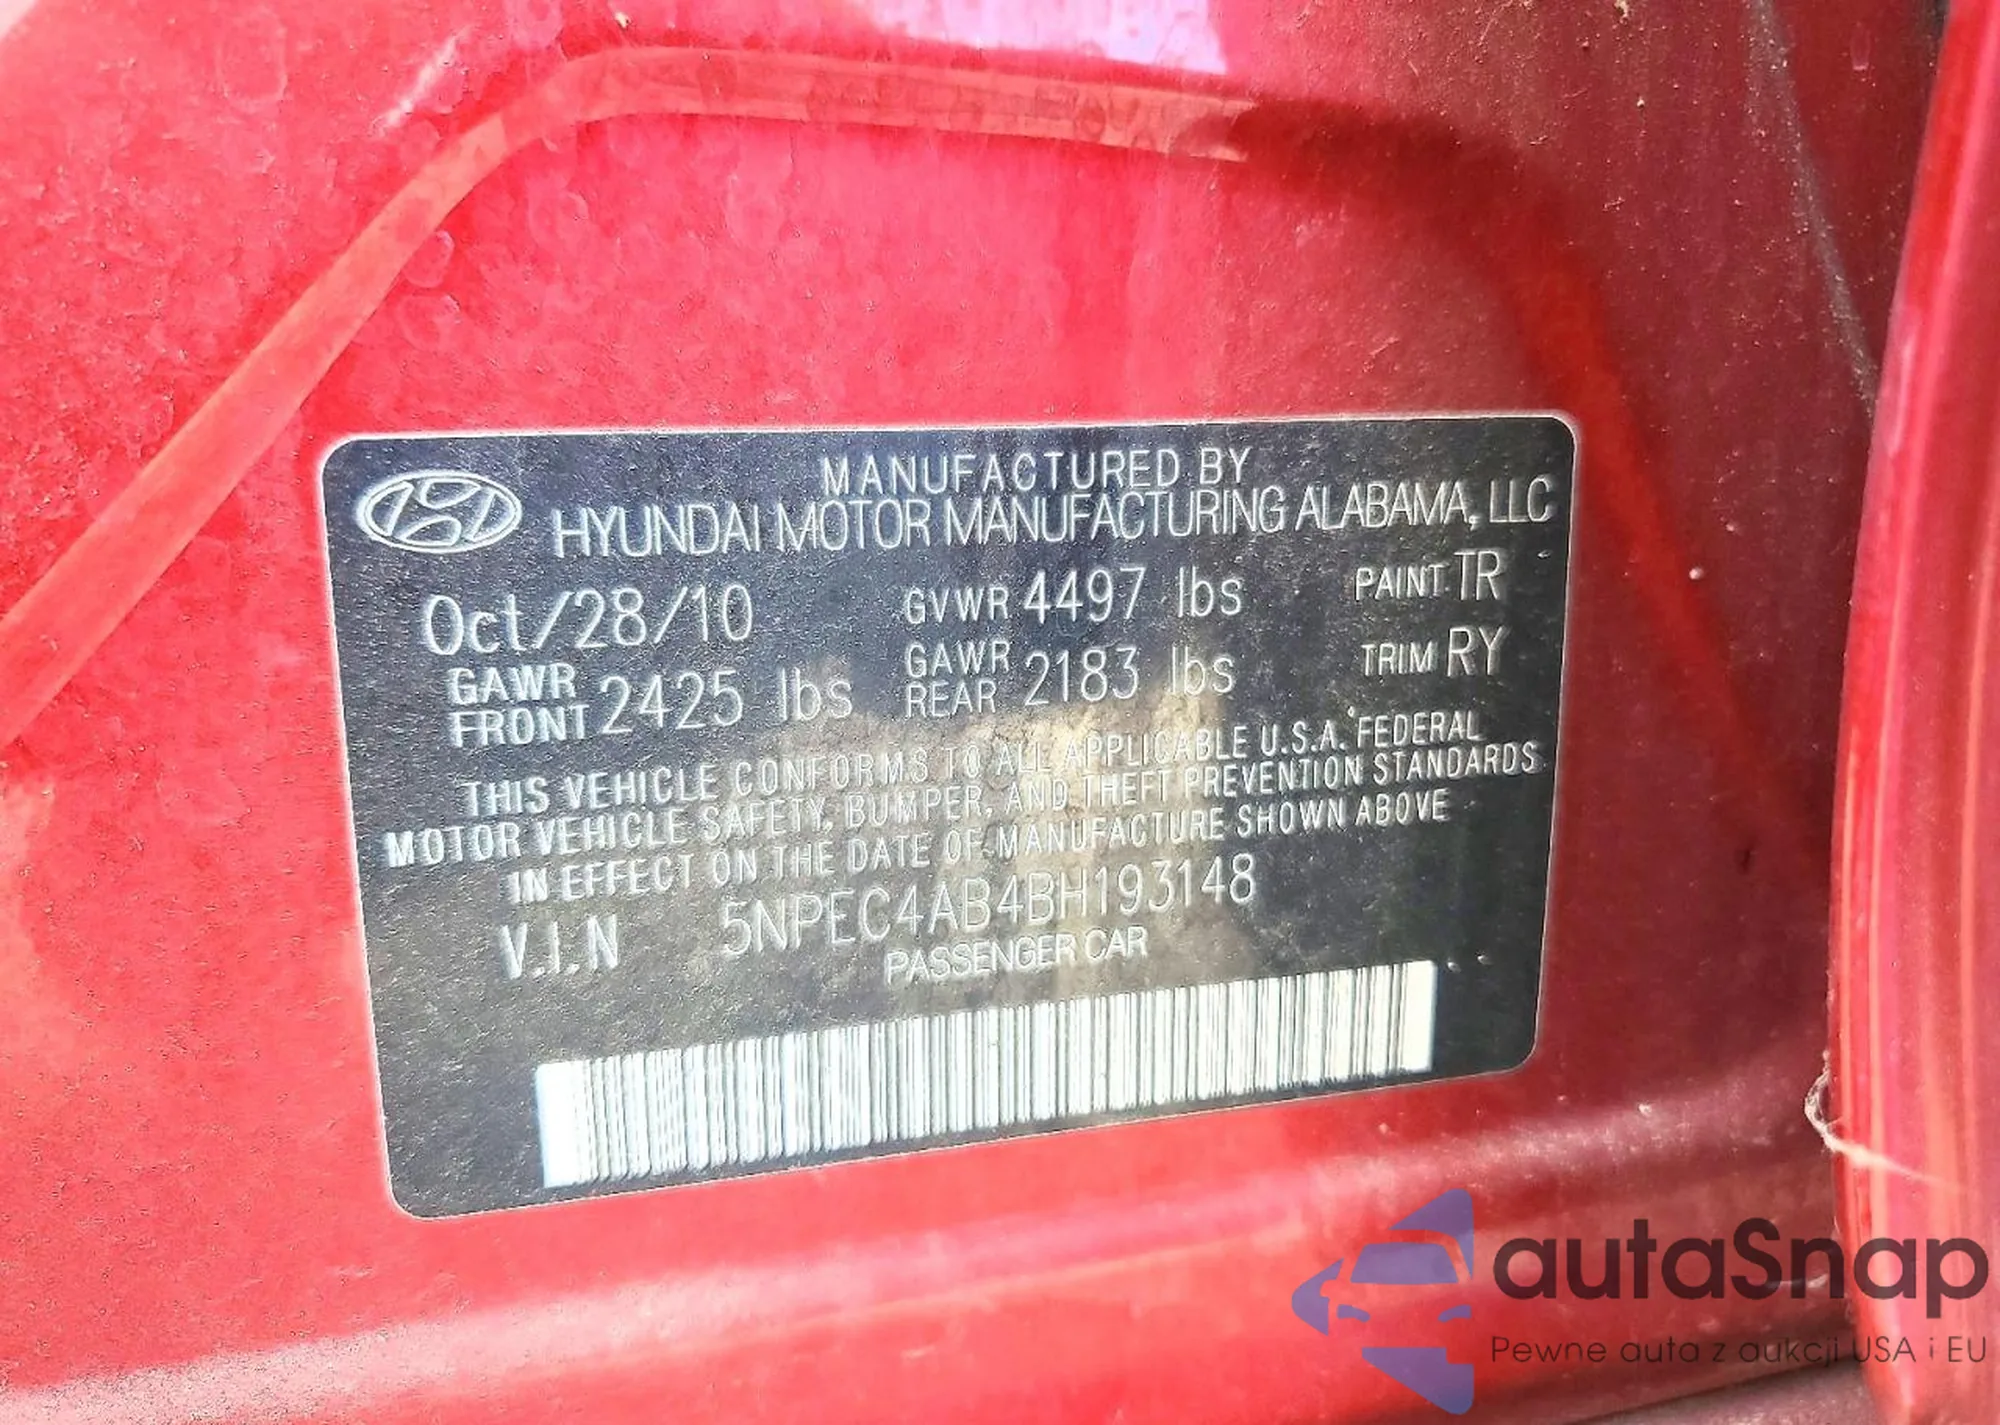 MANUFACTURED BY
HYUNDAI MOTOR MANUFACTURING ALABAMA, LLC
Oct/28/10 GVWR 4497 lbs PAINT TR
GAWR FRONT 2425 lbs GAWR REAR 2183 lbs TRIM RY
THIS VEHICLE CONFORMS TO ALL APPLICABLE U.S.A. FEDERAL
MOTOR VEHICLE SAFETY, BUMPER, AND THEFT PREVENTION STANDARDS
IN EFFECT ON THE DATE OF MANUFACTURE SHOWN ABOVE
V.I.N 5NPEC4AB4BH193148
PASSENGER CAR
autaSnap
Pewne auta z aukcji USA i EU